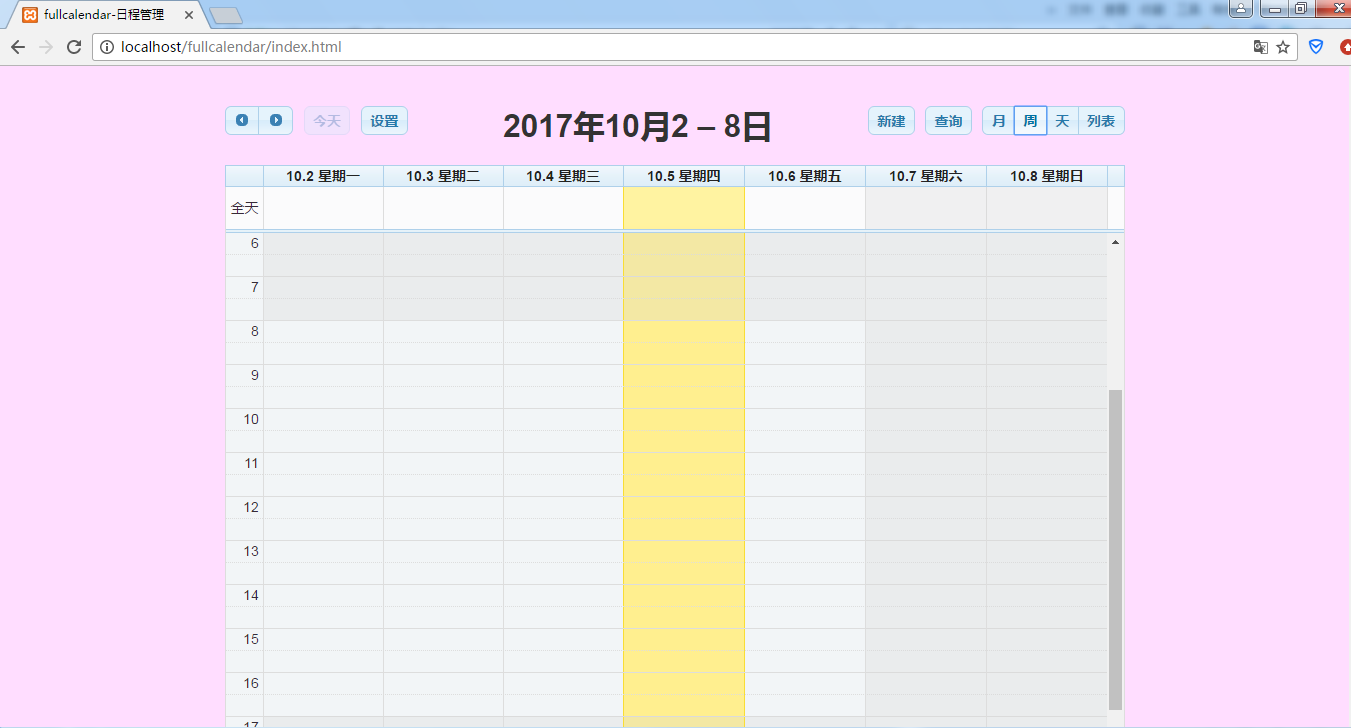 fullcalendar-日程管理
localhost/fullcalendar/index.html
今天 设置 2017年10月2 – 8日 新建 查询 月 周 天 列表
10.2 星期一 10.3 星期二 10.4 星期三 10.5 星期四 10.6 星期五 10.7 星期六 10.8 星期日
全天
6
7
8
9
10
11
12
13
14
15
16
17